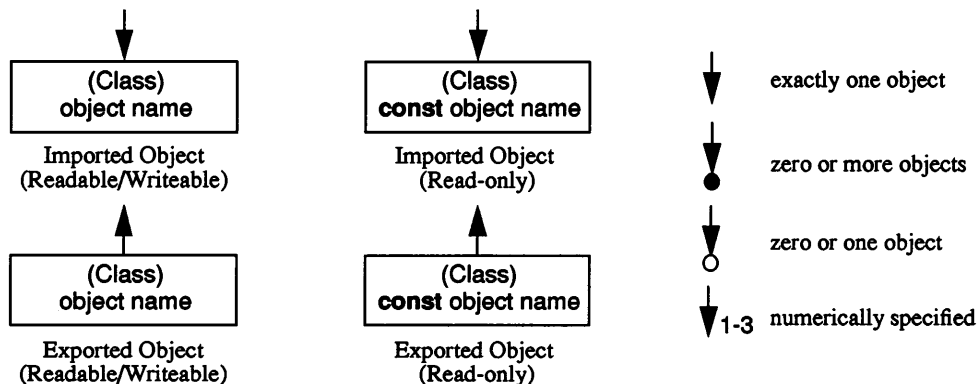 (Class)
object name
Imported Object
(Readable/Writeable)
(Class)
const object name
Imported Object
(Read-only)
(Class)
object name
Exported Object
(Readable/Writeable)
(Class)
const object name
Exported Object
(Read-only)
exactly one object
zero or more objects
zero or one object
1-3 numerically specified